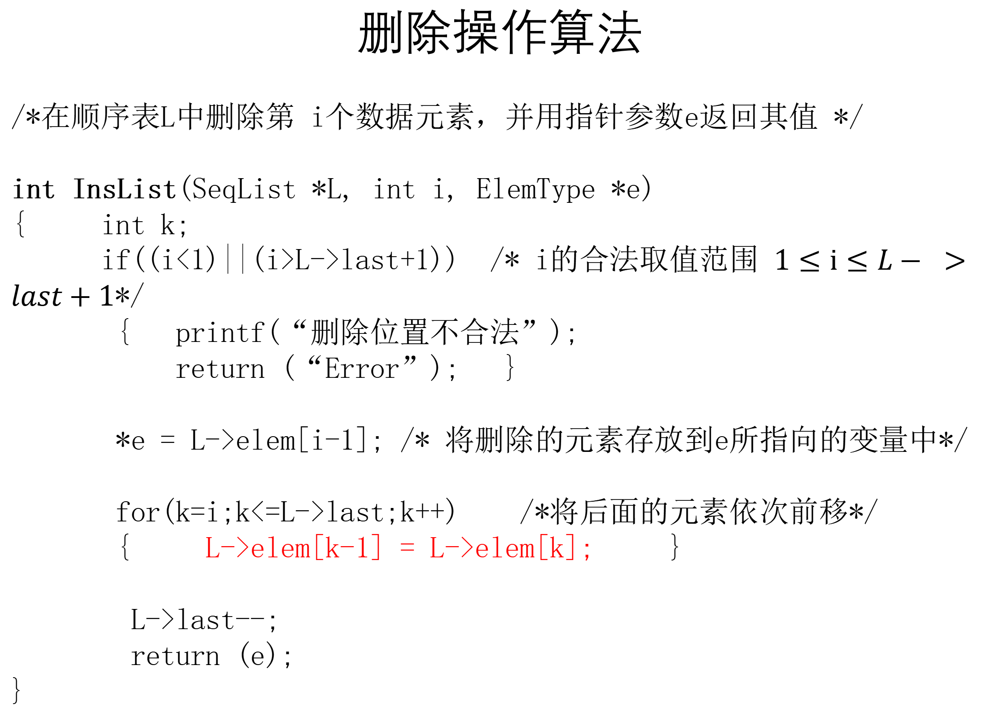 删除操作算法
/*在顺序表L中删除第 i个数据元素，并用指针参数e返回其值 */
int InsList(SeqList *L, int i, ElemType *e)
{ int k;
if((i<1)||(i>L->last+1)) /* i的合法取值范围 1 ≤ i ≤ L − >
last + 1*/
{ printf(“删除位置不合法”);
return (“Error”); }
*e = L->elem[i-1]; /* 将删除的元素存放到e所指向的变量中*/
for(k=i;k<=L->last;k++) /*将后面的元素依次前移*/
{ L->elem[k-1] = L->elem[k]; }
L->last--;
return (e);
}